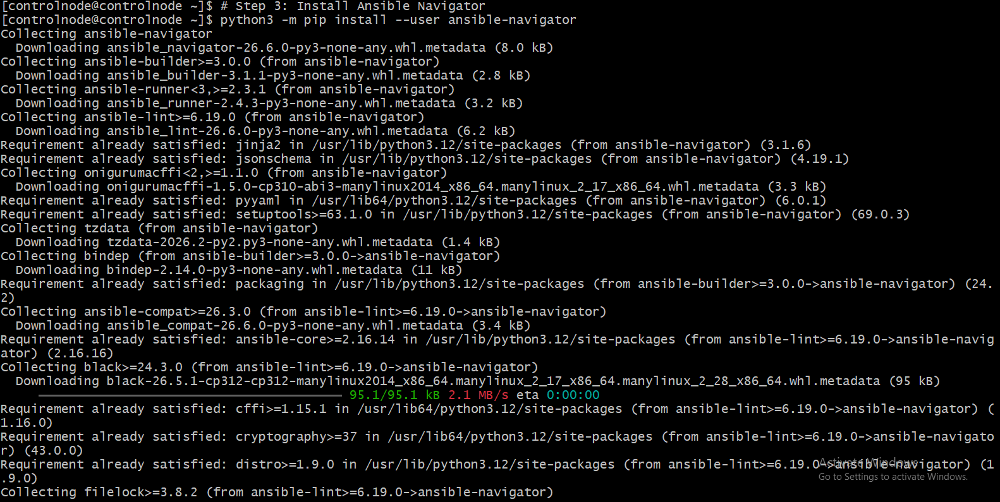 [controlnode@controlnode ~]$ # Step 3: Install Ansible Navigator
[controlnode@controlnode ~]$ python3 -m pip install --user ansible-navigator
Collecting ansible-navigator
  Downloading ansible_navigator-26.6.0-py3-none-any.whl.metadata (8.0 kB)
Collecting ansible-builder>=3.0.0 (from ansible-navigator)
  Downloading ansible_builder-3.1.1-py3-none-any.whl.metadata (2.8 kB)
Collecting ansible-runner<3,>=2.3.1 (from ansible-navigator)
  Downloading ansible_runner-2.4.3-py3-none-any.whl.metadata (3.2 kB)
Collecting ansible-lint>=6.19.0 (from ansible-navigator)
  Downloading ansible_lint-26.6.0-py3-none-any.whl.metadata (6.2 kB)
Requirement already satisfied: jinja2 in /usr/lib/python3.12/site-packages (from ansible-navigator) (3.1.6)
Requirement already satisfied: jsonschema in /usr/lib/python3.12/site-packages (from ansible-navigator) (4.19.1)
Collecting onigurumacffi<2,>=1.1.0 (from ansible-navigator)
  Downloading onigurumacffi-1.5.0-cp310-abi3-manylinux2014_x86_64.manylinux_2_17_x86_64.whl.metadata (3.3 kB)
Requirement already satisfied: pyyaml in /usr/lib64/python3.12/site-packages (from ansible-navigator) (6.0.1)
Requirement already satisfied: setuptools>=63.1.0 in /usr/lib/python3.12/site-packages (from ansible-navigator) (69.0.3)
Collecting tzdata (from ansible-navigator)
  Downloading tzdata-2026.2-py2.py3-none-any.whl.metadata (1.4 kB)
Collecting bindep (from ansible-builder>=3.0.0->ansible-navigator)
  Downloading bindep-2.14.0-py3-none-any.whl.metadata (11 kB)
Requirement already satisfied: packaging in /usr/lib/python3.12/site-packages (from ansible-builder>=3.0.0->ansible-navigator) (24.
2)
Collecting ansible-compat>=26.3.0 (from ansible-lint>=6.19.0->ansible-navigator)
  Downloading ansible_compat-26.6.0-py3-none-any.whl.metadata (3.4 kB)
Requirement already satisfied: ansible-core>=2.16.14 in /usr/lib/python3.12/site-packages (from ansible-lint>=6.19.0->ansible-navig
ator) (2.16.16)
Collecting black>=24.3.0 (from ansible-lint>=6.19.0->ansible-navigator)
  Downloading black-26.5.1-cp312-cp312-manylinux2014_x86_64.manylinux_2_17_x86_64.manylinux_2_28_x86_64.whl.metadata (95 kB)
95.1/95.1 kB 2.1 MB/s eta 0:00:00
Requirement already satisfied: cffi>=1.15.1 in /usr/lib64/python3.12/site-packages (from ansible-lint>=6.19.0->ansible-navigator) (
1.16.0)
Requirement already satisfied: cryptography>=37 in /usr/lib64/python3.12/site-packages (from ansible-lint>=6.19.0->ansible-navigato
r) (43.0.0)
Requirement already satisfied: distro>=1.9.0 in /usr/lib/python3.12/site-packages (from ansible-lint>=6.19.0->ansible-navigator) (1
.9.0)
Collecting filelock>=3.8.2 (from ansible-lint>=6.19.0->ansible-navigator)
Activate Windows
Go to Settings to activate Windows.